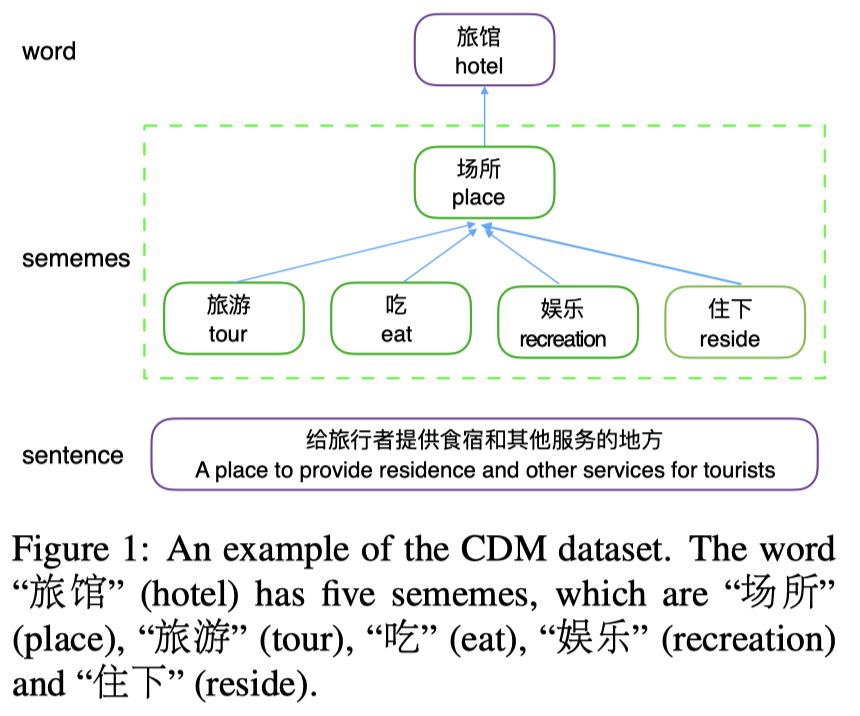 word
旅馆
hotel
场所
place
sememes
旅游
tour
吃
eat
娱乐
recreation
住下
reside
sentence
给旅行者提供食宿和其他服务的地方
A place to provide residence and other services for tourists
Figure 1: An example of the CDM dataset. The word
“旅馆” (hotel) has five sememes, which are “场所”
(place), “旅游” (tour), “吃” (eat), “娱乐” (recreation)
and “住下” (reside).